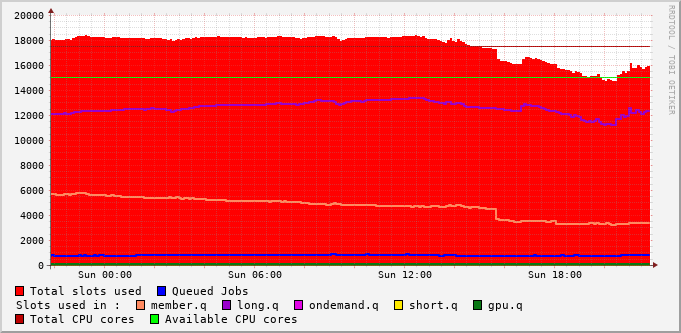 RRDTOOL / TOBI OETIKER
20000
18000
16000
14000
12000
10000
8000
6000
4000
2000
0
Sun 00:00 Sun 06:00 Sun 12:00 Sun 18:00
Total slots used Queued Jobs
Slots used in : member.q long.q ondemand.q short.q gpu.q
Total CPU cores Available CPU cores